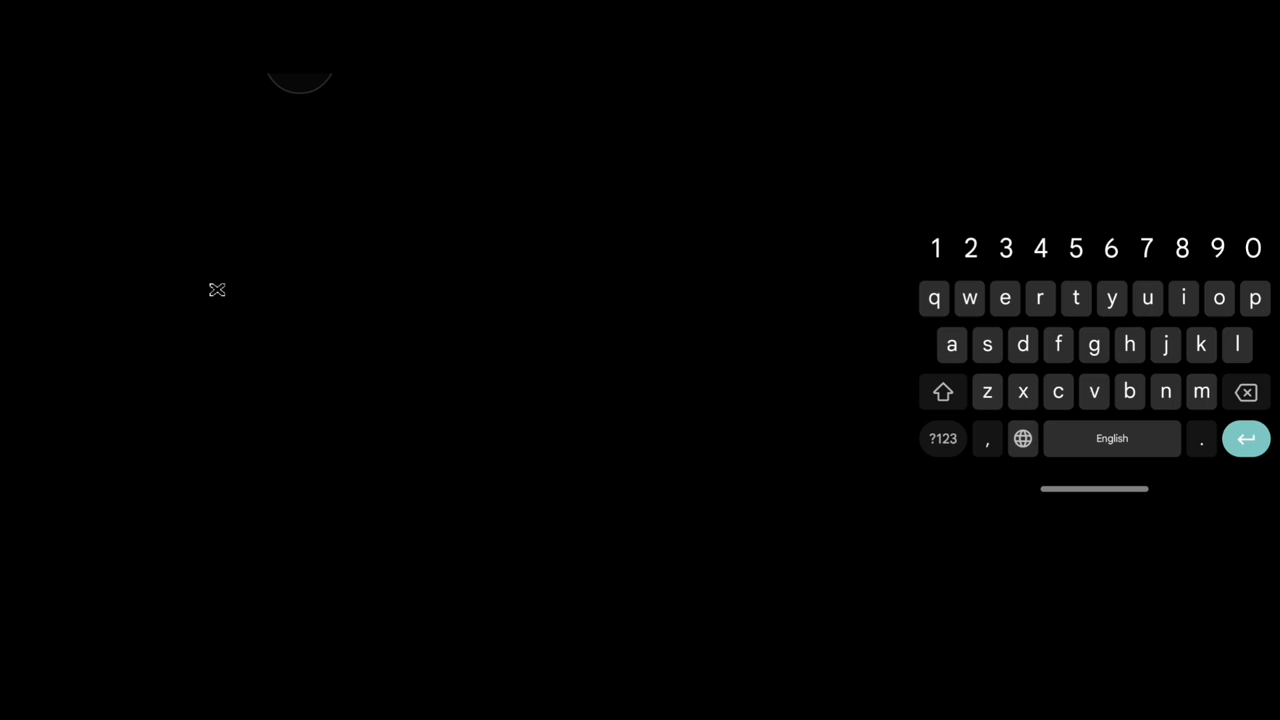 1 2 3 4 5 6 7 8 9 0
q w e r t y u i o p
a s d f g h j k l
z x c v b n m
?123 , English .